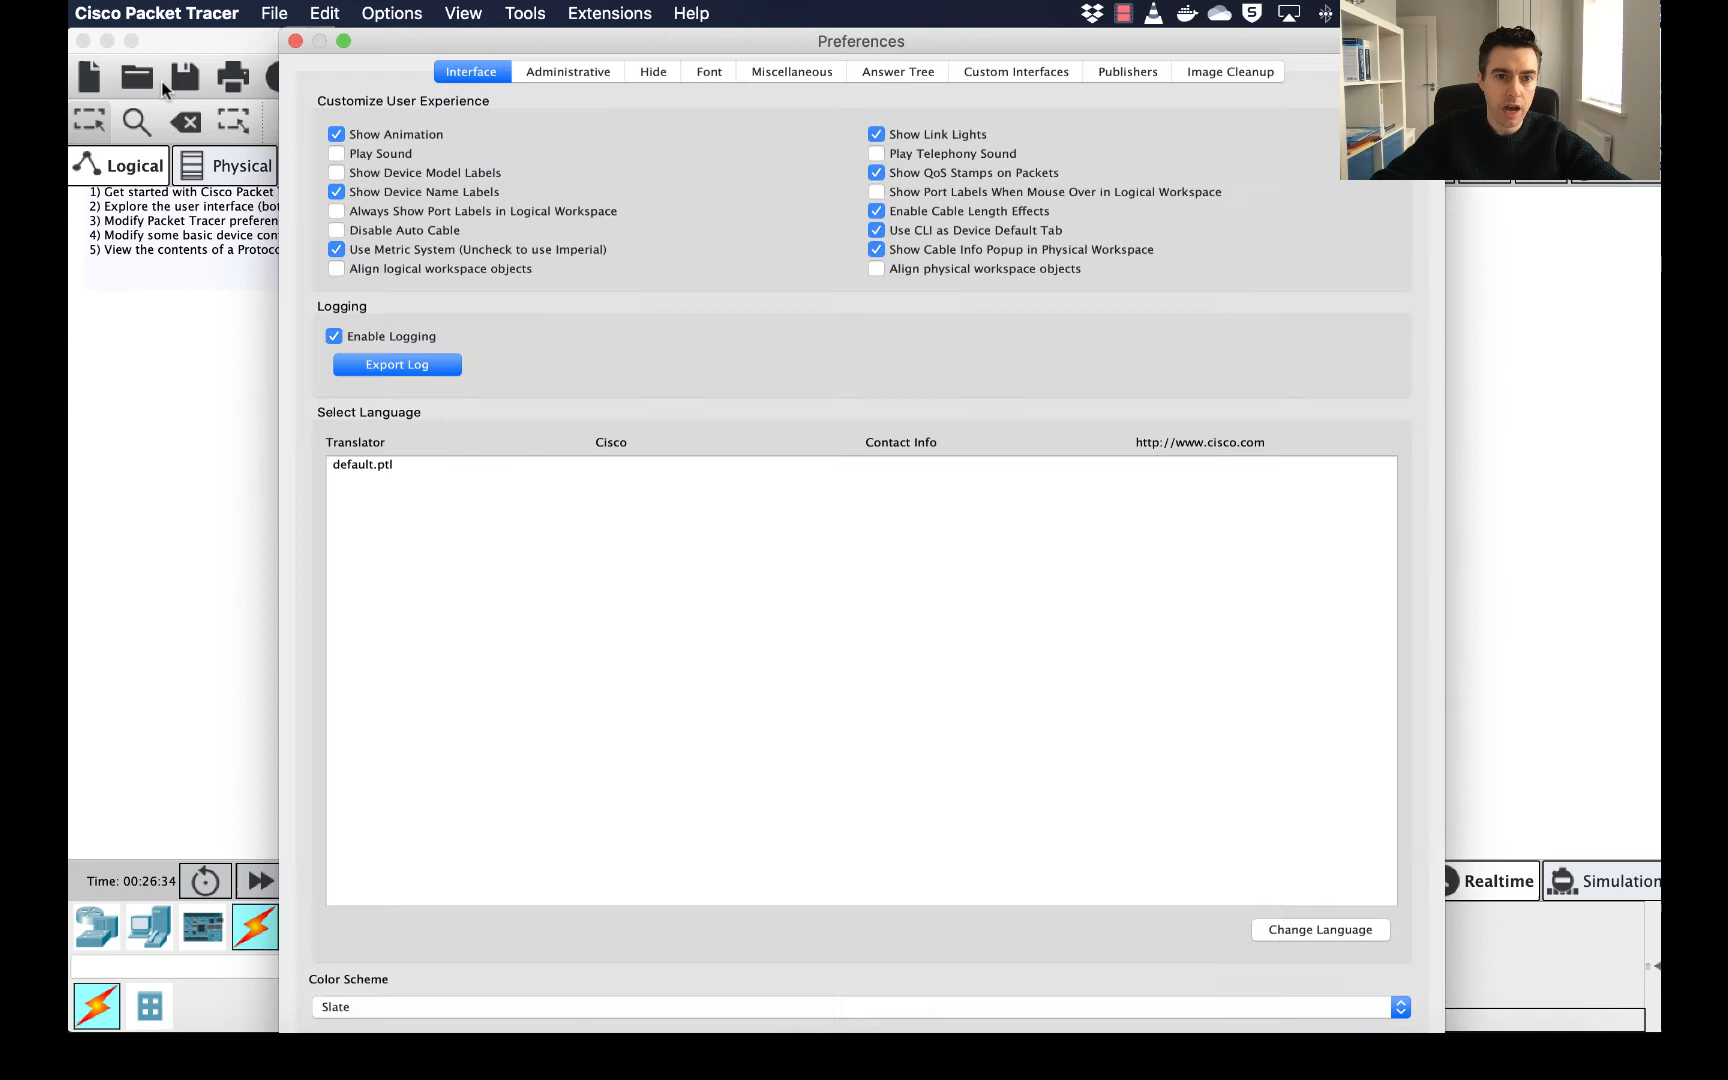 Cisco Packet Tracer File Edit Options View Tools Extensions Help
Preferences
Interface Administrative Hide Font Miscellaneous Answer Tree Custom Interfaces Publishers Image Cleanup
Customize User Experience
Show Animation
Show Link Lights
Play Sound
Play Telephony Sound
Show Device Model Labels
Show QoS Stamps on Packets
Show Device Name Labels
Show Port Labels When Mouse Over in Logical Workspace
Always Show Port Labels in Logical Workspace
Enable Cable Length Effects
Disable Auto Cable
Use CLI as Device Default Tab
Use Metric System (Uncheck to use Imperial)
Show Cable Info Popup in Physical Workspace
Align logical workspace objects
Align physical workspace objects
Logical Physical
1) Get started with Cisco Packet
2) Explore the user interface (bot
3) Modify Packet Tracer preferen
4) Modify some basic device con
5) View the contents of a Protoco
Logging
Enable Logging
Export Log
Select Language
Translator Cisco Contact Info http://www.cisco.com
default.ptl
Change Language
Color Scheme
Slate
Time: 00:26:34
Realtime Simulation